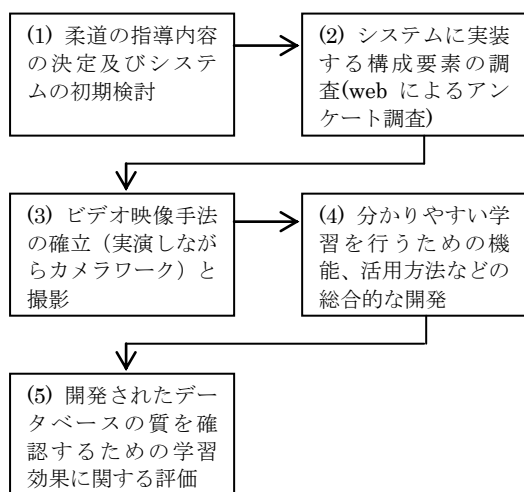 (1) 柔道の指導内容
の決定及びシステ
ムの初期検討
(2) システムに実装
する構成要素の調
査(web によるアン
ケート調査)
(3) ビデオ映像手法
の確立（実演しなが
らカメラワーク）と
撮影
(4) 分かりやすい学
習を行うための機
能、活用方法などの
総合的な開発
(5) 開発されたデー
タベースの質を確
認するための学習
効果に関する評価